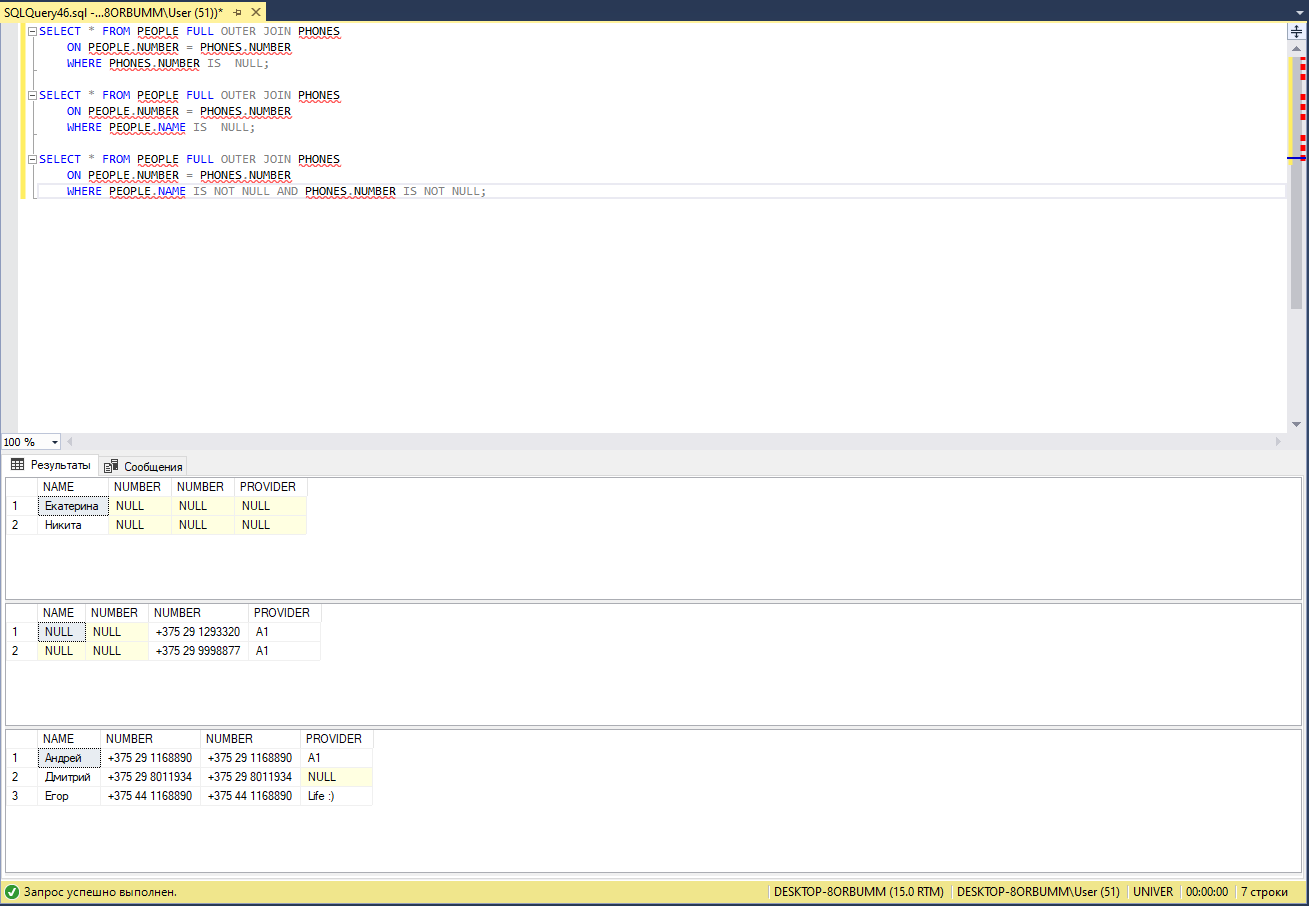 SQLQuery46.sql -...8ORBUMM\User (51))*
SELECT * FROM PEOPLE FULL OUTER JOIN PHONES
ON PEOPLE.NUMBER = PHONES.NUMBER
WHERE PHONES.NUMBER IS  NULL;
SELECT * FROM PEOPLE FULL OUTER JOIN PHONES
ON PEOPLE.NUMBER = PHONES.NUMBER
WHERE PEOPLE.NAME IS  NULL;
SELECT * FROM PEOPLE FULL OUTER JOIN PHONES
ON PEOPLE.NUMBER = PHONES.NUMBER
WHERE PEOPLE.NAME IS NOT NULL AND PHONES.NUMBER IS NOT NULL;
100 %
Результаты Сообщения
NAME NUMBER NUMBER PROVIDER
1 Екатерина NULL NULL NULL
2 Никита NULL NULL NULL
NAME NUMBER NUMBER PROVIDER
1 NULL NULL +375 29 1293320 A1
2 NULL NULL +375 29 9998877 A1
NAME NUMBER NUMBER PROVIDER
1 Андрей +375 29 1168890 +375 29 1168890 A1
2 Дмитрий +375 29 8011934 +375 29 8011934 NULL
3 Егор +375 44 1168890 +375 44 1168890 Life :)
Запрос успешно выполнен. DESKTOP-8ORBUMM (15.0 RTM) DESKTOP-8ORBUMM\User (51) UNIVER 00:00:00 7 строки